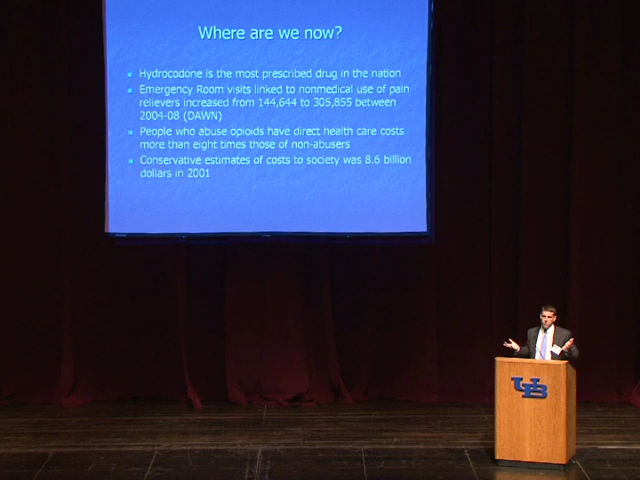 Where are we now?
Hydrocodone is the most prescribed drug in the nation
Emergency Room visits linked to nonmedical use of pain
relievers increased from 144,644 to 305,855 between
2004-08 (DAWN)
People who abuse opioids have direct health care costs
more than eight times those of non-abusers
Conservative estimates of costs to society was 8.6 billion
dollars in 2001
UB